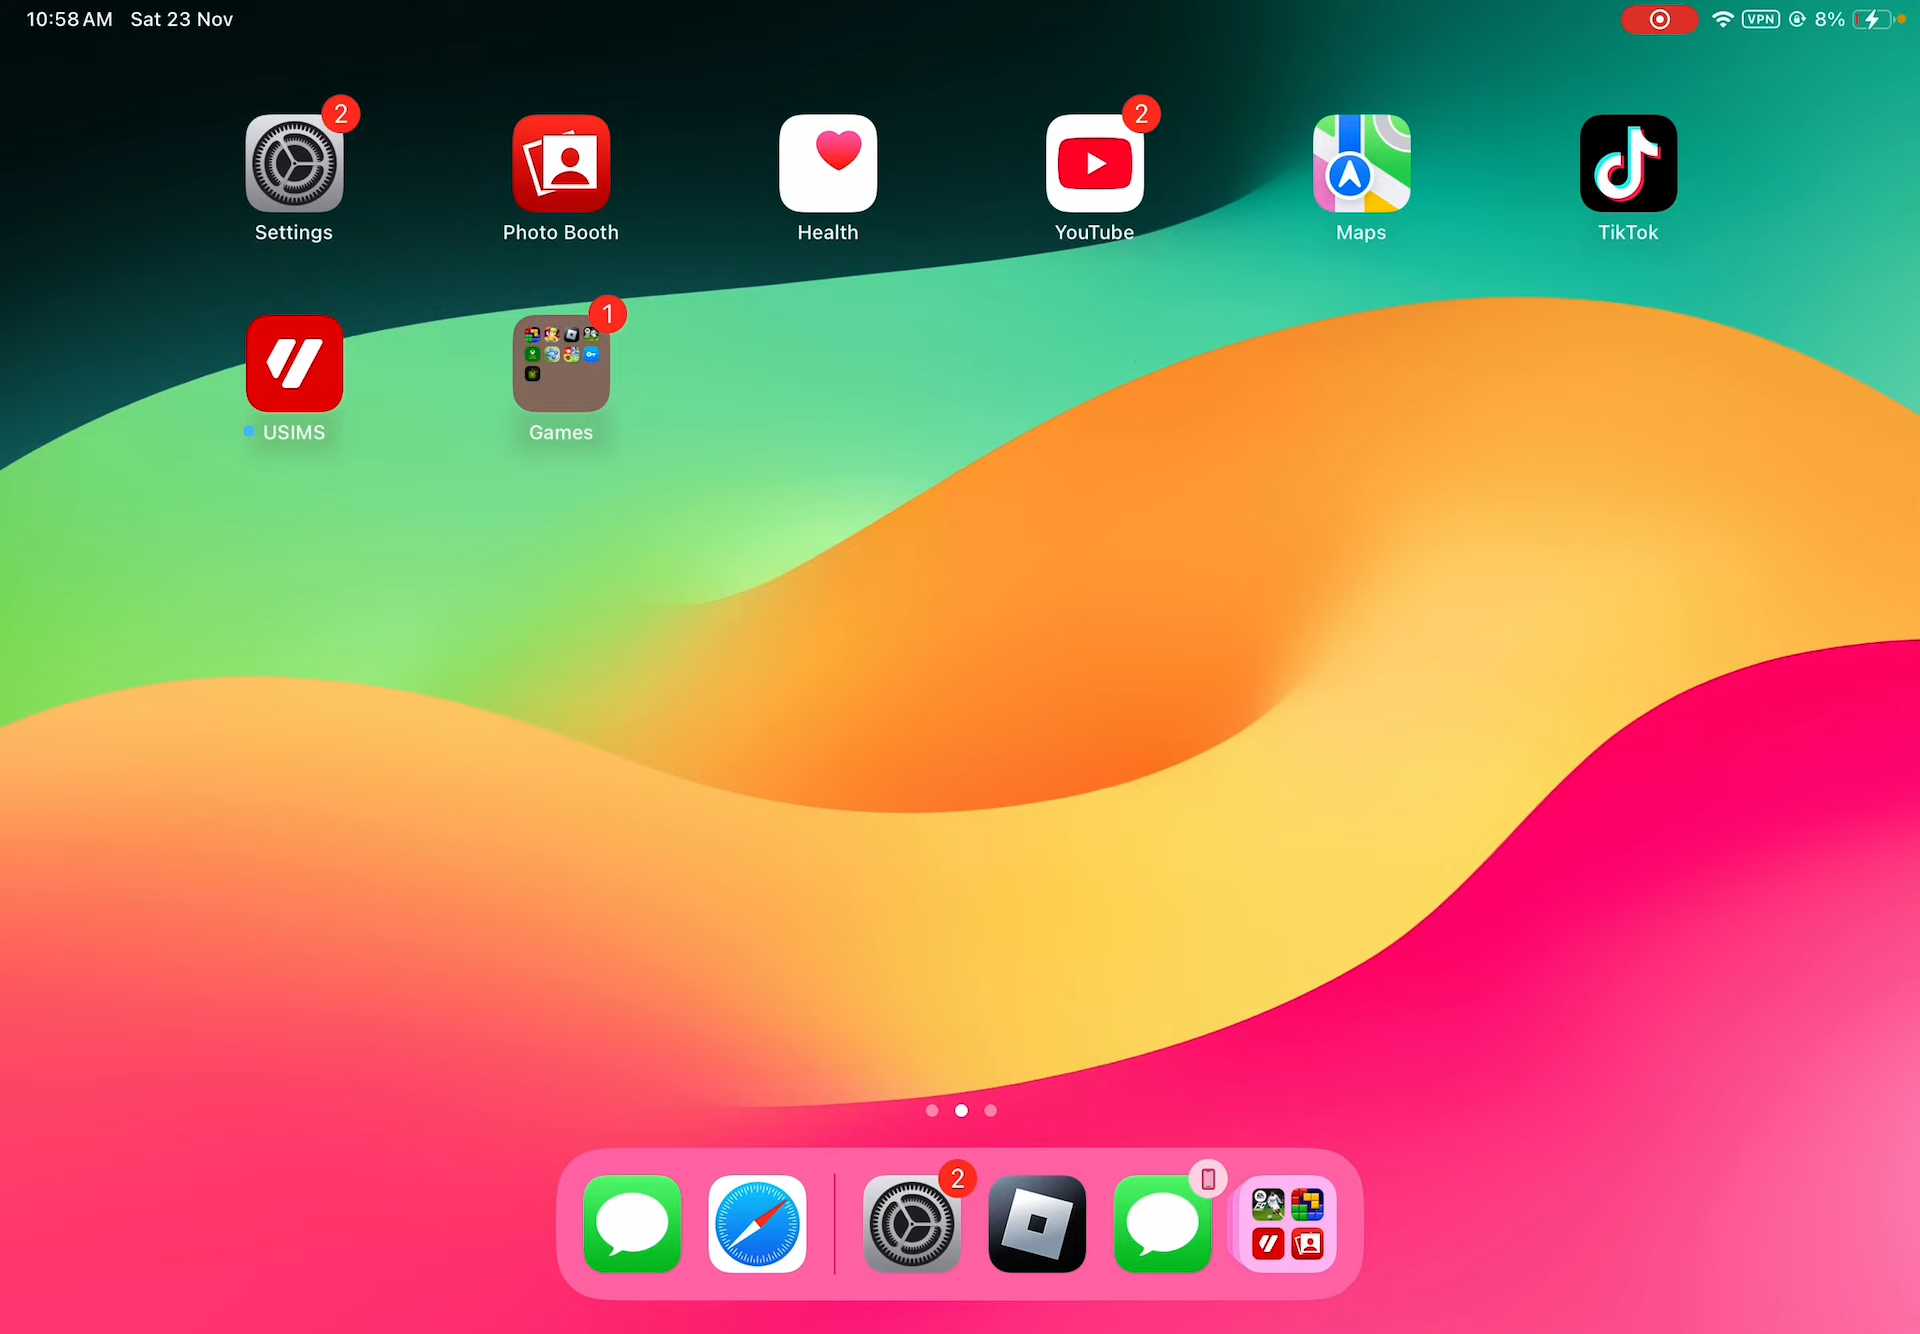 10:58 AM Sat 23 Nov
VPN 8%
2
2
Settings Photo Booth Health YouTube Maps TikTok
1
USIMS Games
2